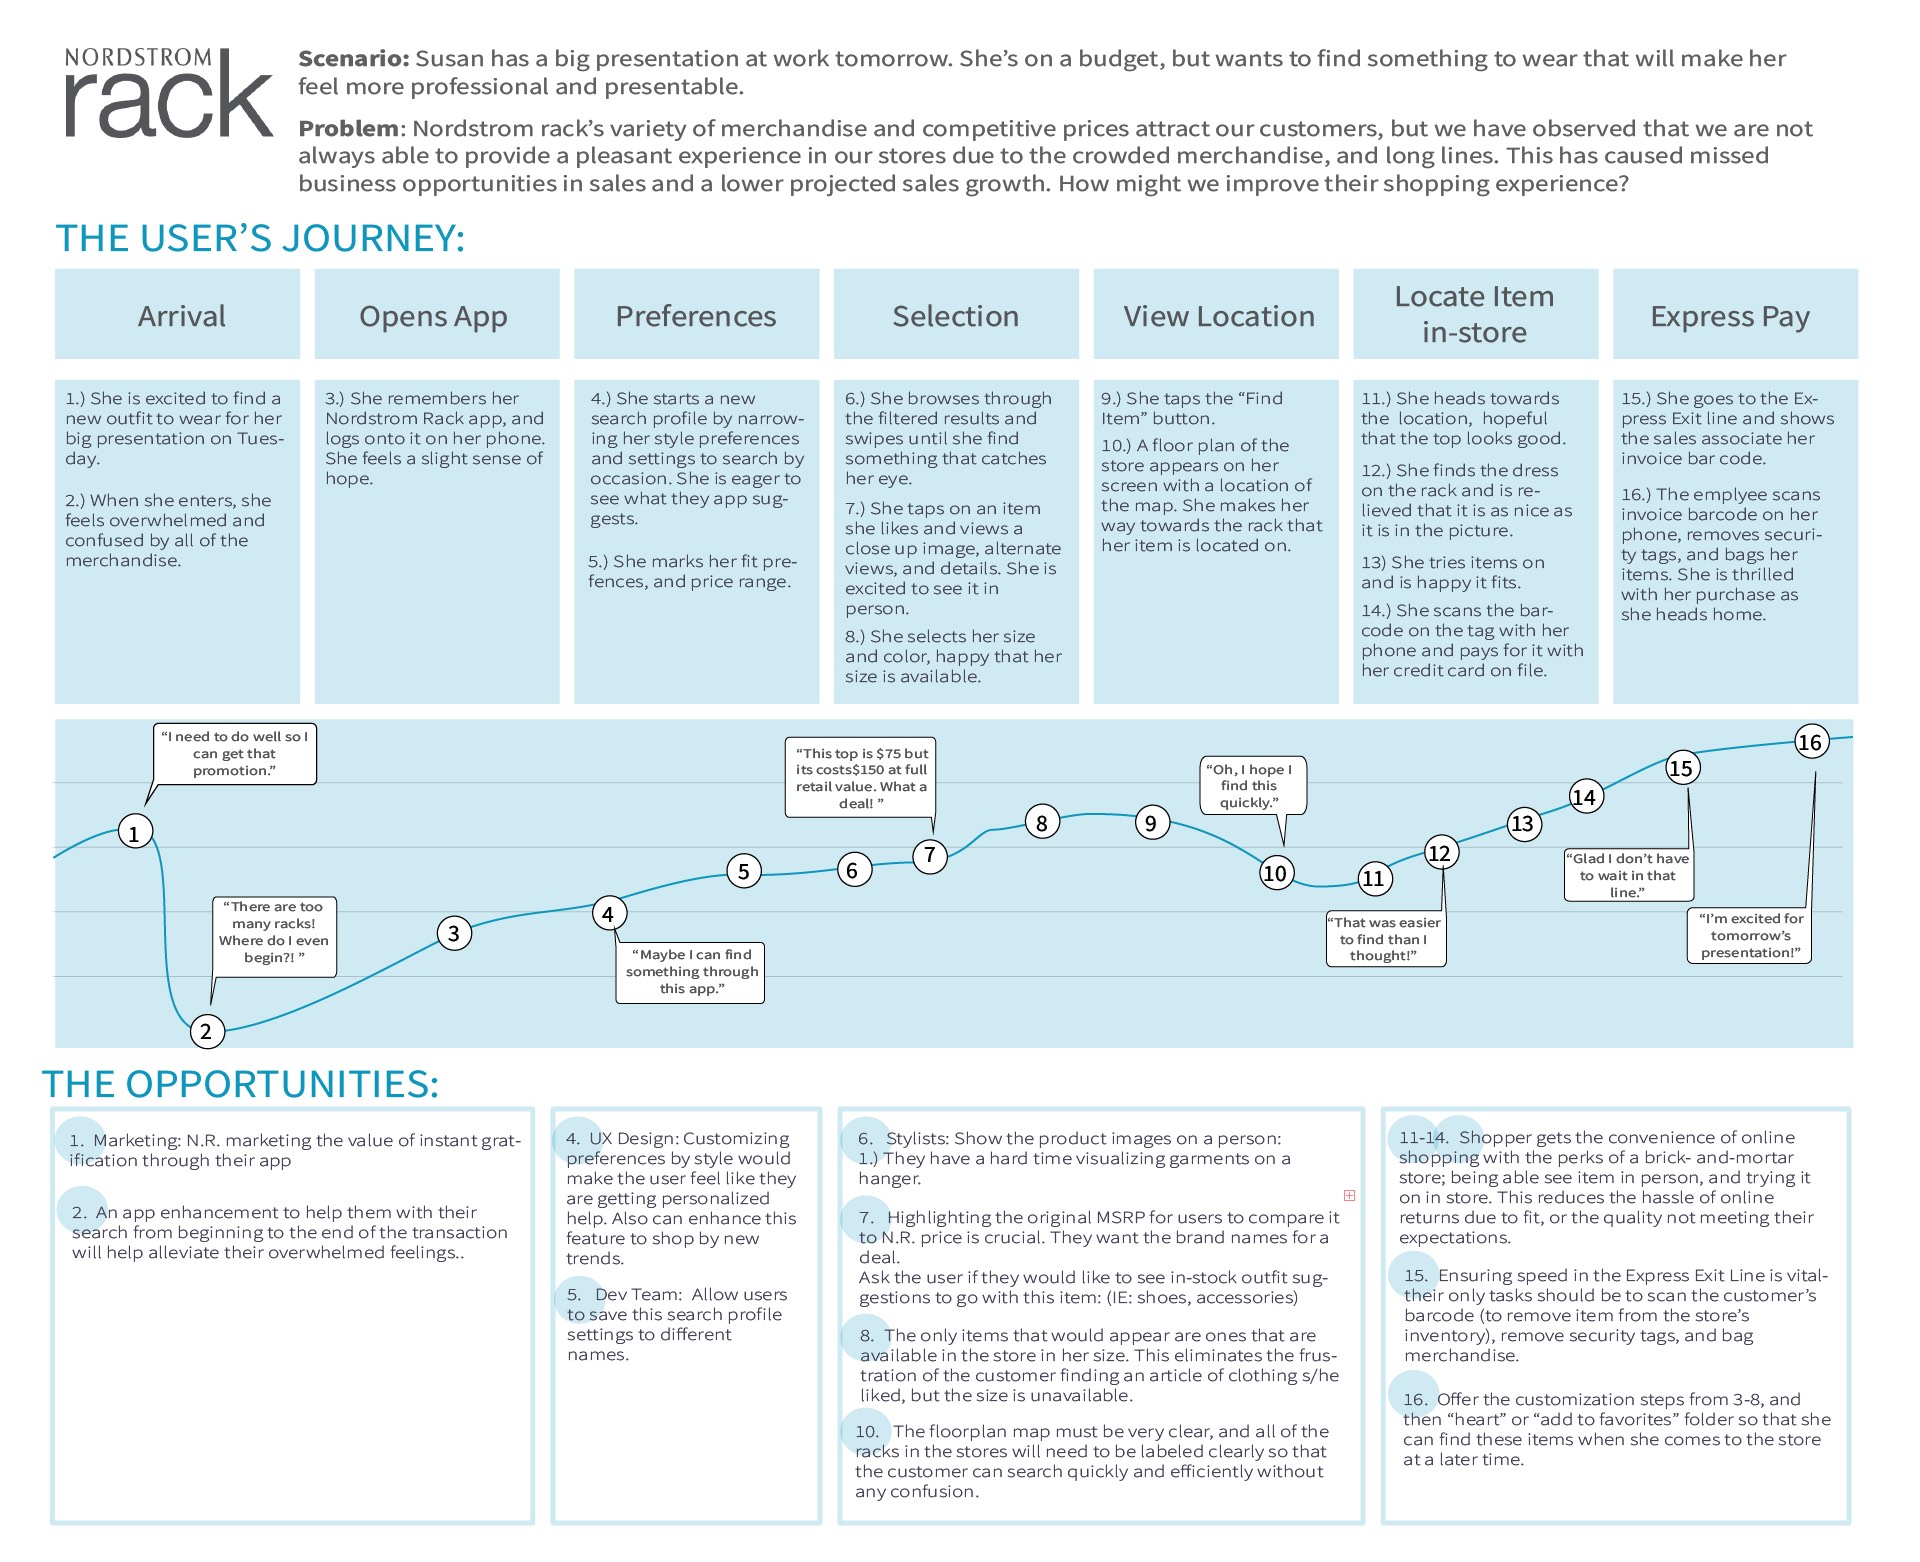 NORDSTROM
rack
Scenario: Susan has a big presentation at work tomorrow. She’s on a budget, but wants to find something to wear that will make her
feel more professional and presentable.
Problem: Nordstrom rack’s variety of merchandise and competitive prices attract our customers, but we have observed that we are not
always able to provide a pleasant experience in our stores due to the crowded merchandise, and long lines. This has caused missed
business opportunities in sales and a lower projected sales growth. How might we improve their shopping experience?
THE USER’S JOURNEY:
Arrival
Opens App
Preferences
Selection
View Location
Locate Item
in-store
Express Pay
1.) She is excited to find a
new outfit to wear for her
big presentation on Tues-
day.
2.) When she enters, she
feels overwhelmed and
confused by all of the
merchandise.
3.) She remembers her
Nordstrom Rack app, and
logs onto it on her phone.
She feels a slight sense of
hope.
4.) She starts a new
search profile by narrow-
ing her style preferences
and settings to search by
occasion. She is eager to
see what they app sug-
gests.
5.) She marks her fit pre-
fences, and price range.
6.) She browses through
the filtered results and
swipes until she find
something that catches
her eye.
7.) She taps on an item
she likes and views a
close up image, alternate
views, and details. She is
excited to see it in
person.
8.) She selects her size
and color, happy that her
size is available.
9.) She taps the “Find
Item” button.
10.) A floor plan of the
store appears on her
screen with a location of
the map. She makes her
way towards the rack that
her item is located on.
11.) She heads towards
the location, hopeful
that the top looks good.
12.) She finds the dress
on the rack and is re-
lieved that it is as nice as
it is in the picture.
13) She tries items on
and is happy it fits.
14.) She scans the bar-
code on the tag with her
phone and pays for it with
her credit card on file.
15.) She goes to the Ex-
press Exit line and shows
the sales associate her
invoice bar code.
16.) The emplyee scans
invoice barcode on her
phone, removes securi-
ty tags, and bags her
items. She is thrilled
with her purchase as
she heads home.
“I need to do well so I
can get that
promotion.”
1
“There are too
many racks!
Where do I even
begin?! ”
2
3
4
“Maybe I can find
something through
this app.”
5
6
“This top is $75 but
its costs$150 at full
retail value. What a
deal! ”
7
8
9
“Oh, I hope I
find this
quickly.”
10
11
12
“That was easier
to find than I
thought!”
13
14
15
“Glad I don’t have
to wait in that
line.”
16
“I’m excited for
tomorrow’s
presentation!”
THE OPPORTUNITIES:
1. Marketing: N.R. marketing the value of instant grat-
ification through their app
2. An app enhancement to help them with their
search from beginning to the end of the transaction
will help alleviate their overwhelmed feelings..
4. UX Design: Customizing
preferences by style would
make the user feel like they
are getting personalized
help. Also can enhance this
feature to shop by new
trends.
5. Dev Team: Allow users
to save this search profile
settings to different
names.
6. Stylists: Show the product images on a person:
1.) They have a hard time visualizing garments on a
hanger.
7. Highlighting the original MSRP for users to compare it
to N.R. price is crucial. They want the brand names for a
deal.
Ask the user if they would like to see in-stock outfit sug-
gestions to go with this item: (IE: shoes, accessories)
8. The only items that would appear are ones that are
available in the store in her size. This eliminates the frus-
tration of the customer finding an article of clothing s/he
liked, but the size is unavailable.
10. The floorplan map must be very clear, and all of the
racks in the stores will need to be labeled clearly so that
the customer can search quickly and efficiently without
any confusion.
11-14. Shopper gets the convenience of online
shopping with the perks of a brick- and-mortar
store; being able see item in person, and trying it
on in store. This reduces the hassle of online
returns due to fit, or the quality not meeting their
expectations.
15. Ensuring speed in the Express Exit Line is vital-
their only tasks should be to scan the customer’s
barcode (to remove item from the store’s
inventory), remove security tags, and bag
merchandise.
16. Offer the customization steps from 3-8, and
then “heart” or “add to favorites” folder so that she
can find these items when she comes to the store
at a later time.